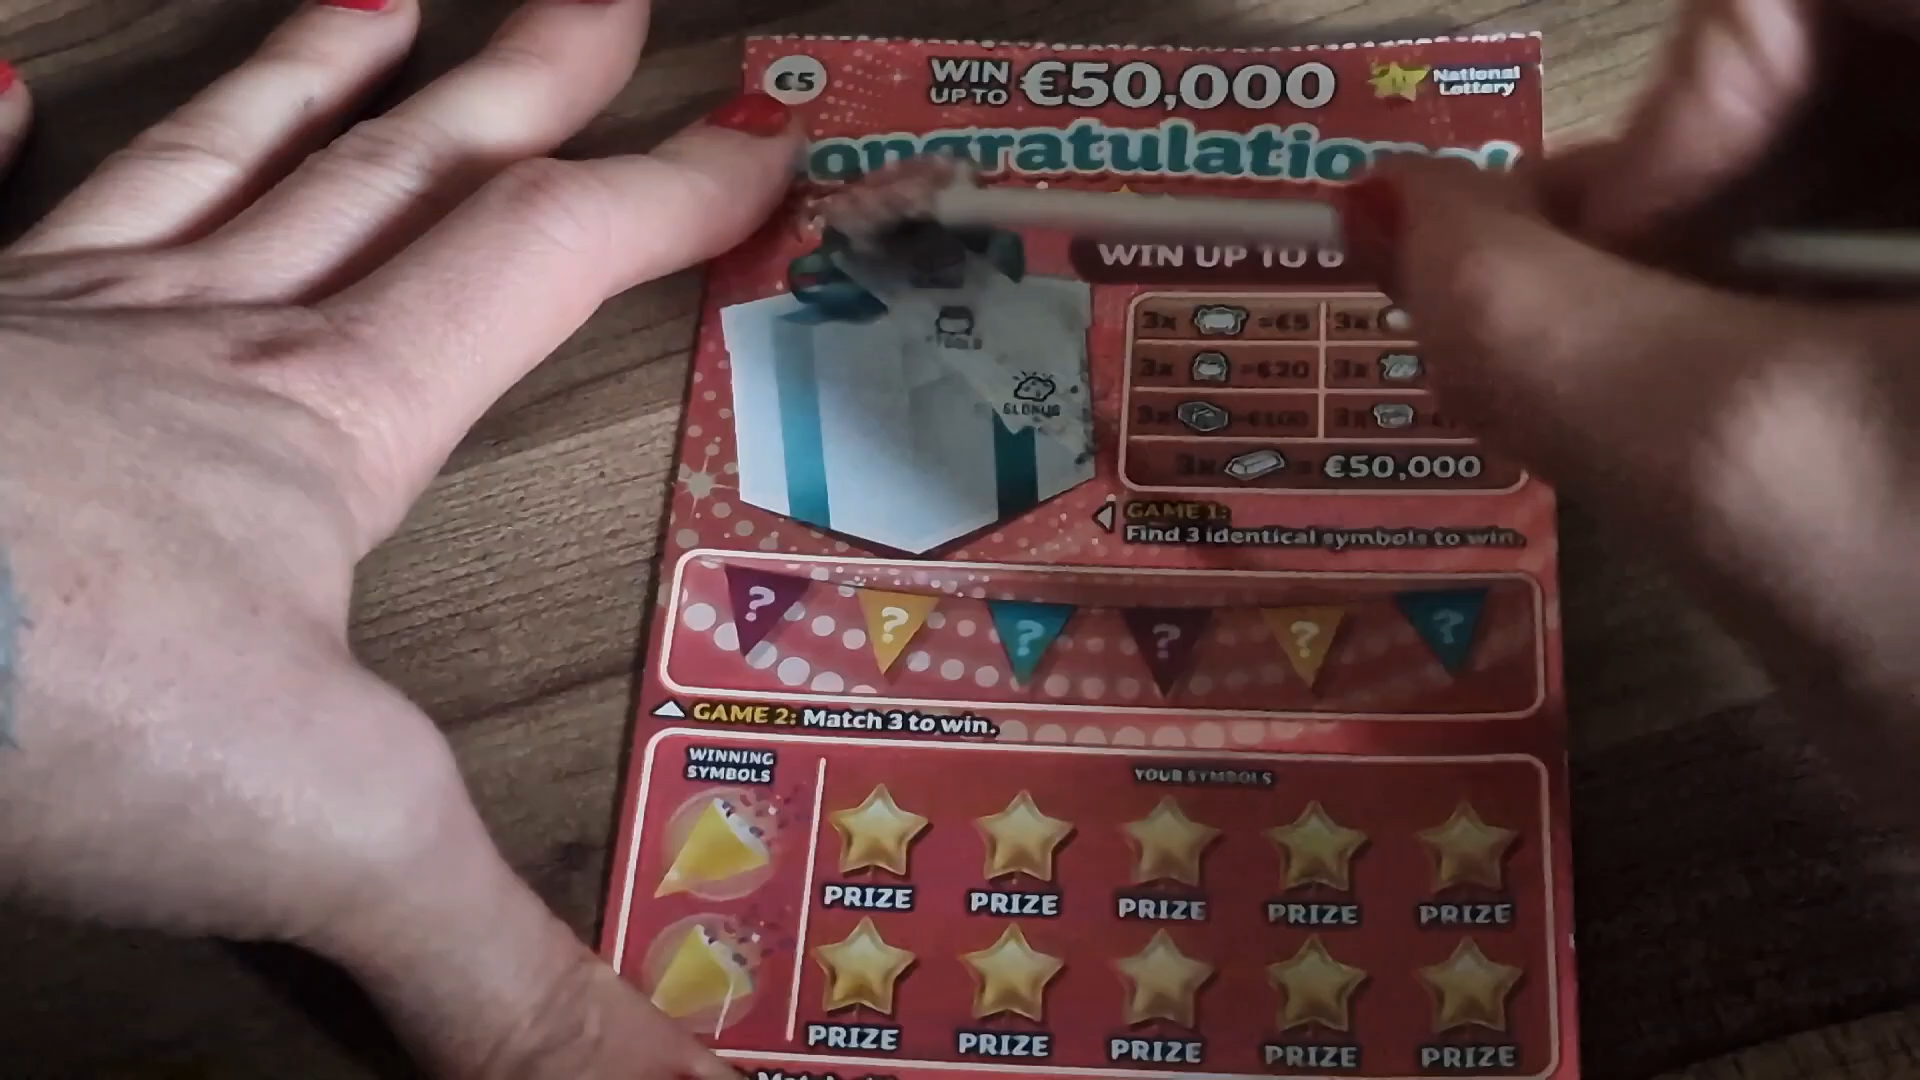 €5
WIN
UP TO
€50,000
National
Lottery
WIN UP TO 6
3x =€5 3x
3x =€20 3x
3x =€100 3x
3x = €50,000
GAME 1:
Find 3 identical symbols to win.
? ? ? ? ? ?
GAME 2: Match 3 to win.
WINNING
SYMBOLS
YOUR SYMBOLS
PRIZE PRIZE PRIZE PRIZE PRIZE
PRIZE PRIZE PRIZE PRIZE PRIZE